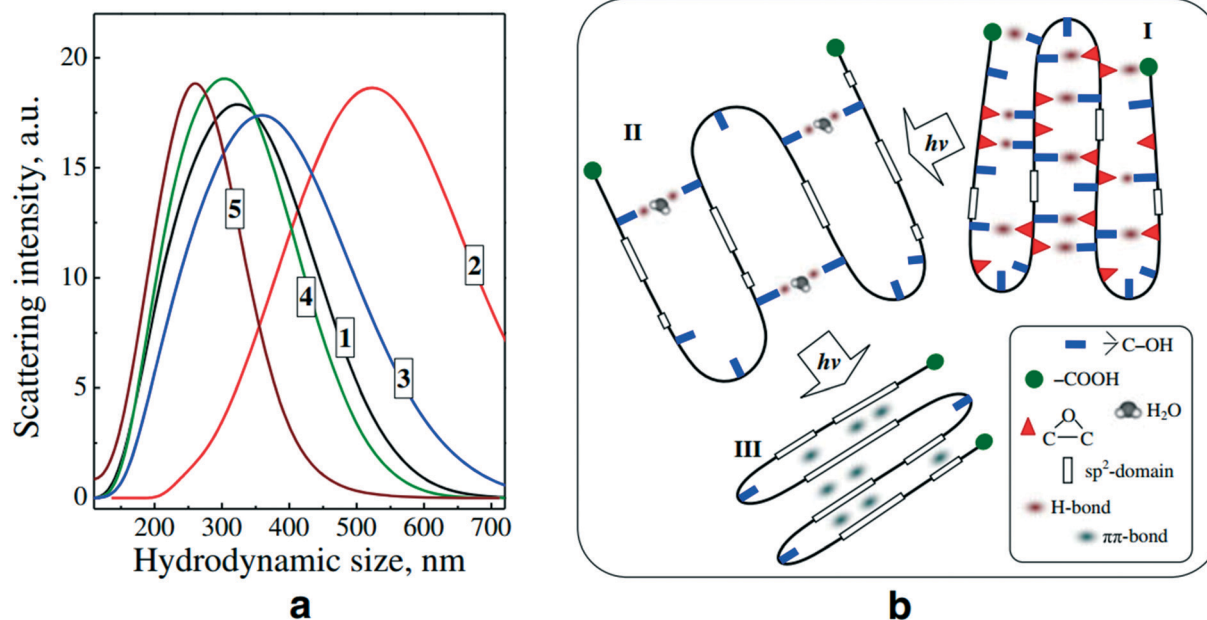 Scattering intensity, a.u.
20
15
10
5
0
5
4
1
3
2
200 300 400 500 600 700
Hydrodynamic size, nm
a
I
II
hν
hν
III
C–OH
–COOH
H₂O
O
C — C
sp²-domain
H-bond
ππ-bond
b